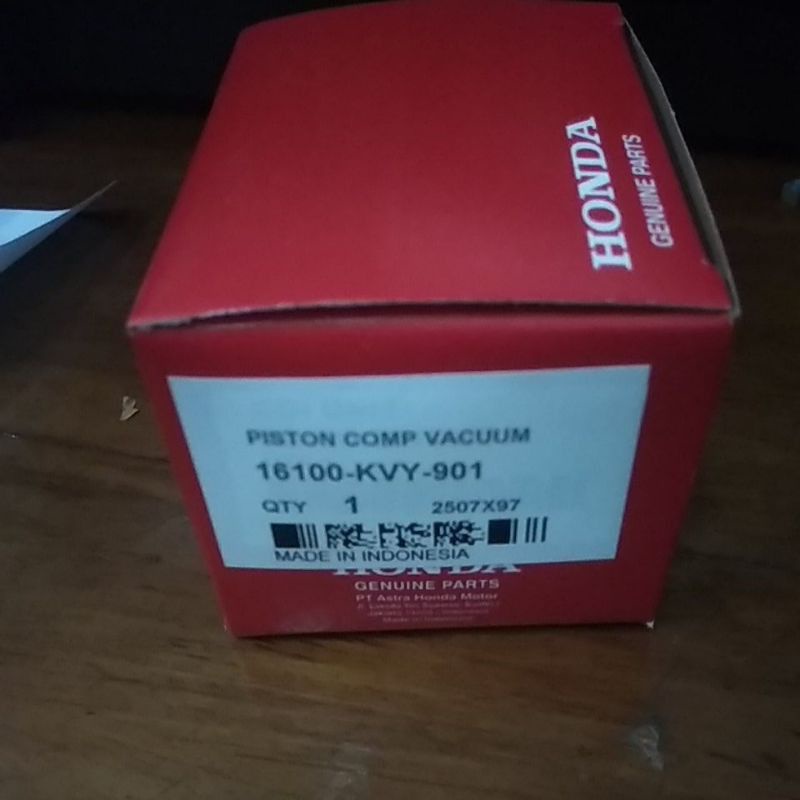 HONDA
GENUINE PARTS
PISTON COMP VACUUM
16100-KVY-901
QTY 1 2507X97
MADE IN INDONESIA
HONDA
GENUINE PARTS
PT Astra Honda Motor